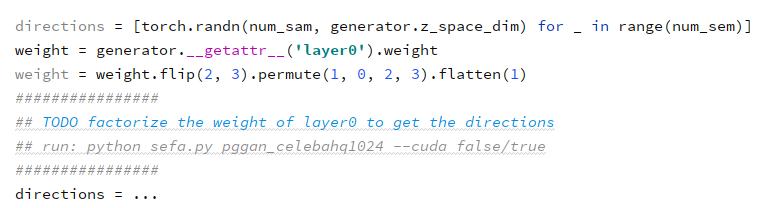 directions = [torch.randn(num_sam, generator.z_space_dim) for _ in range(num_sem)]
weight = generator.__getattr__('layer0').weight
weight = weight.flip(2, 3).permute(1, 0, 2, 3).flatten(1)
################
## TODO factorize the weight of layer0 to get the directions
## run: python sefa.py pggan_celebahq1024 --cuda false/true
################
directions = ...